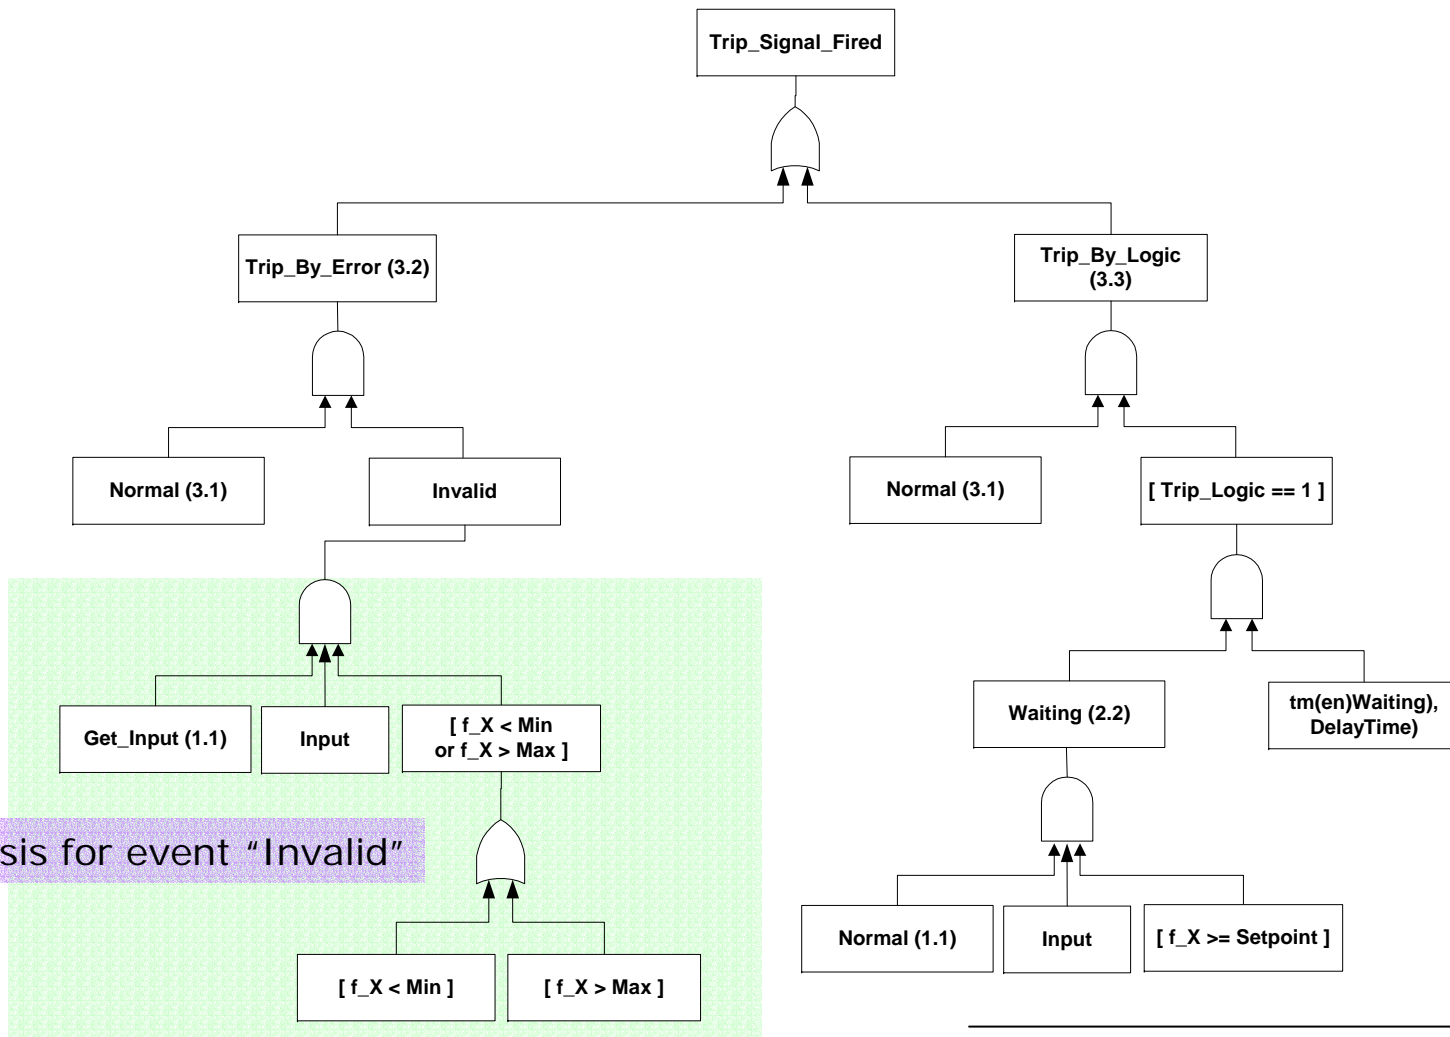 Trip_Signal_Fired
Trip_By_Error (3.2)
Trip_By_Logic
(3.3)
Normal (3.1)
Invalid
Normal (3.1)
[ Trip_Logic == 1 ]
Get_Input (1.1)
Input
[ f_X < Min
or f_X > Max ]
Waiting (2.2)
tm(en)Waiting),
DelayTime)
sis for event “Invalid”
Normal (1.1)
Input
[ f_X >= Setpoint ]
[ f_X < Min ]
[ f_X > Max ]